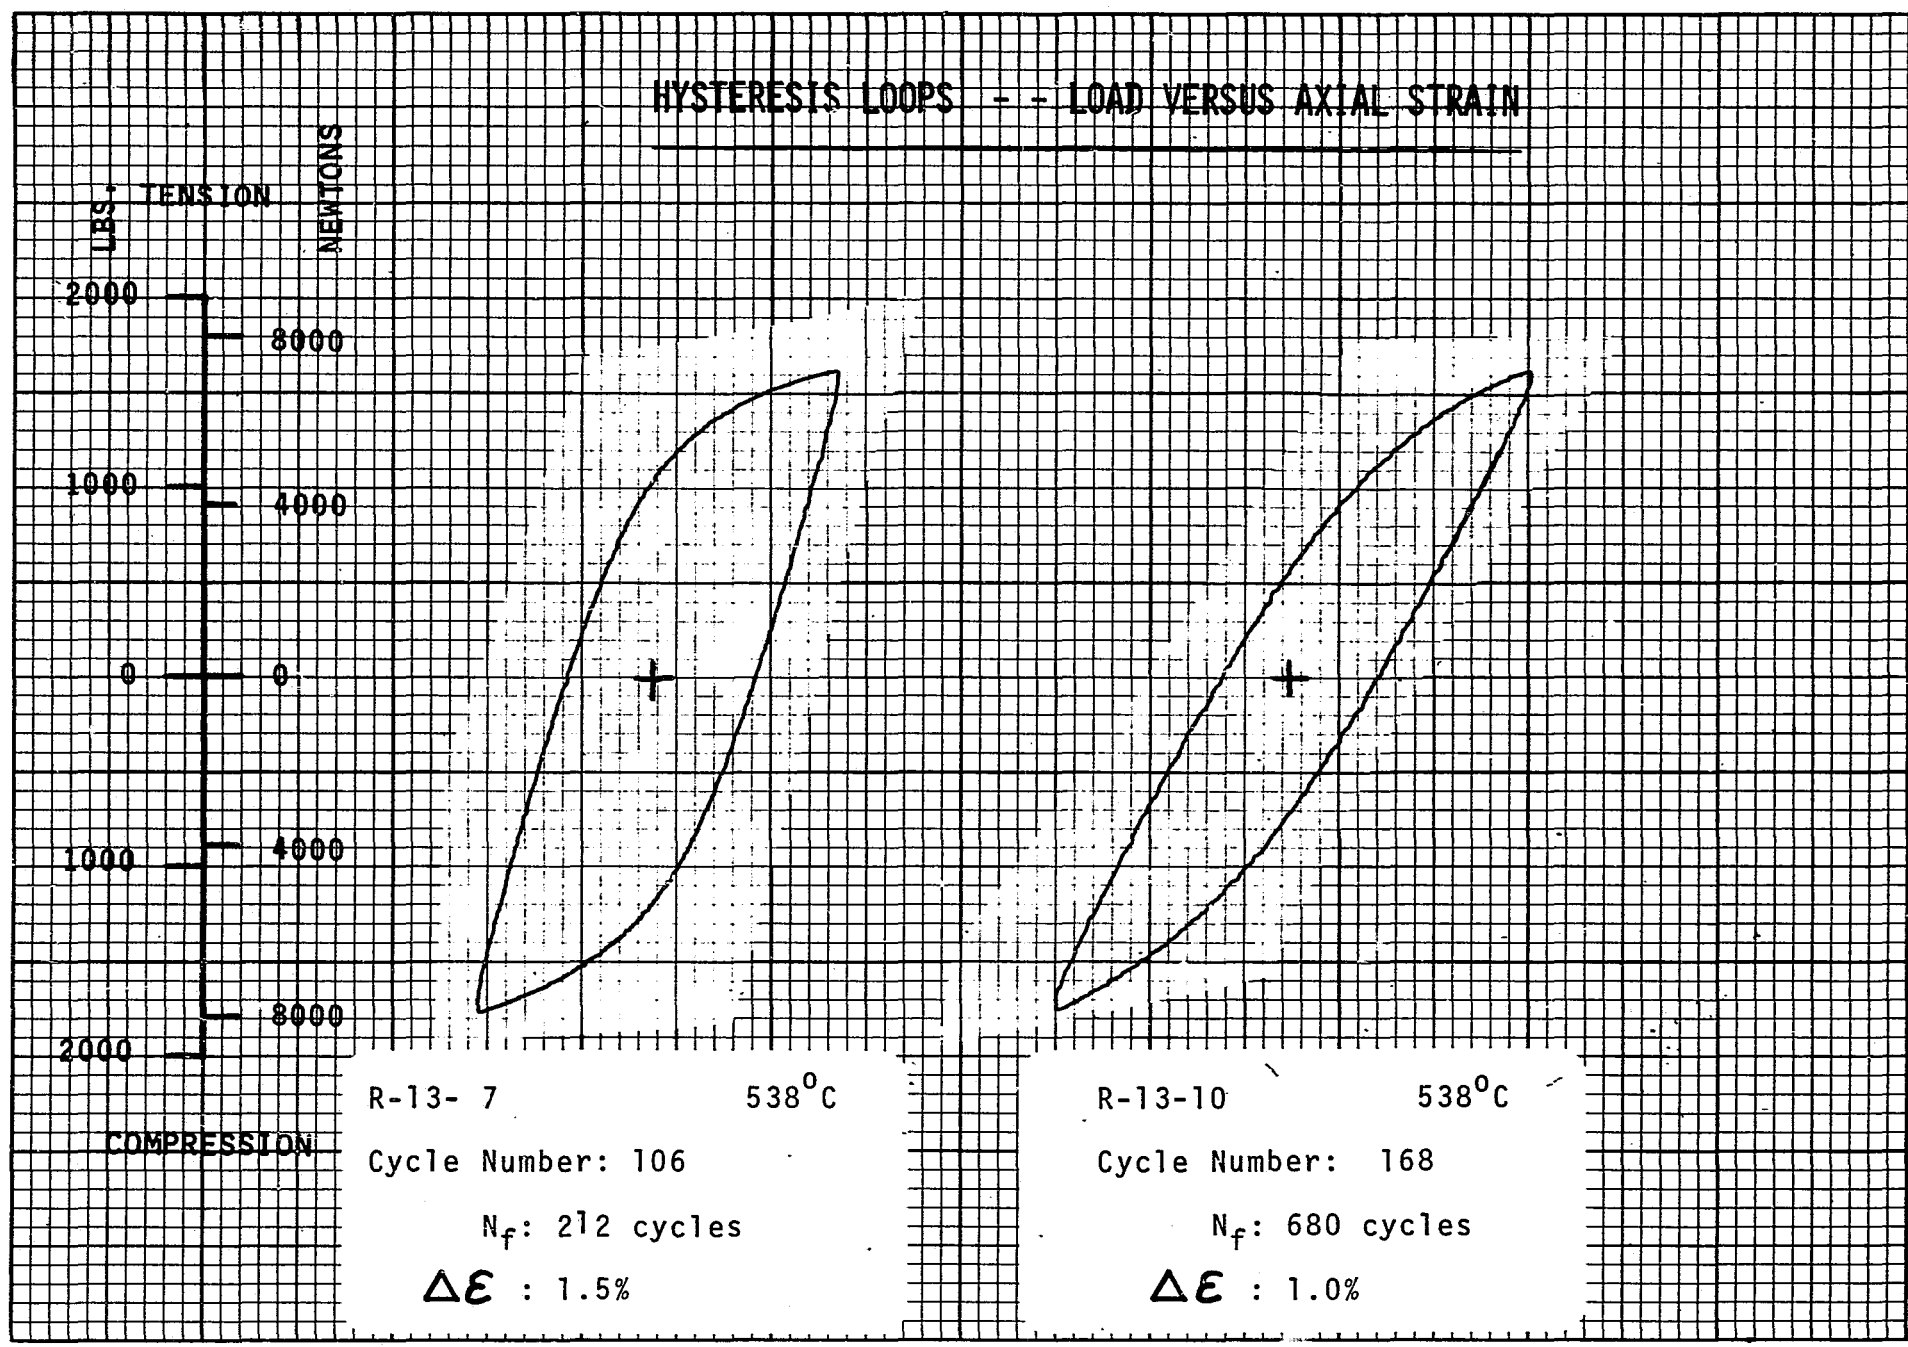 HYSTERESIS LOOPS - - LOAD VERSUS AXIAL STRAIN
LBS.
TENSION
NEWTONS
2000
8000
1000
4000
0
0
1000
4000
2000
8000
COMPRESSION
R-13- 7 538°C
Cycle Number: 106
Nf: 212 cycles
ΔƐ : 1.5%
R-13-10 538°C
Cycle Number: 168
Nf: 680 cycles
ΔƐ : 1.0%